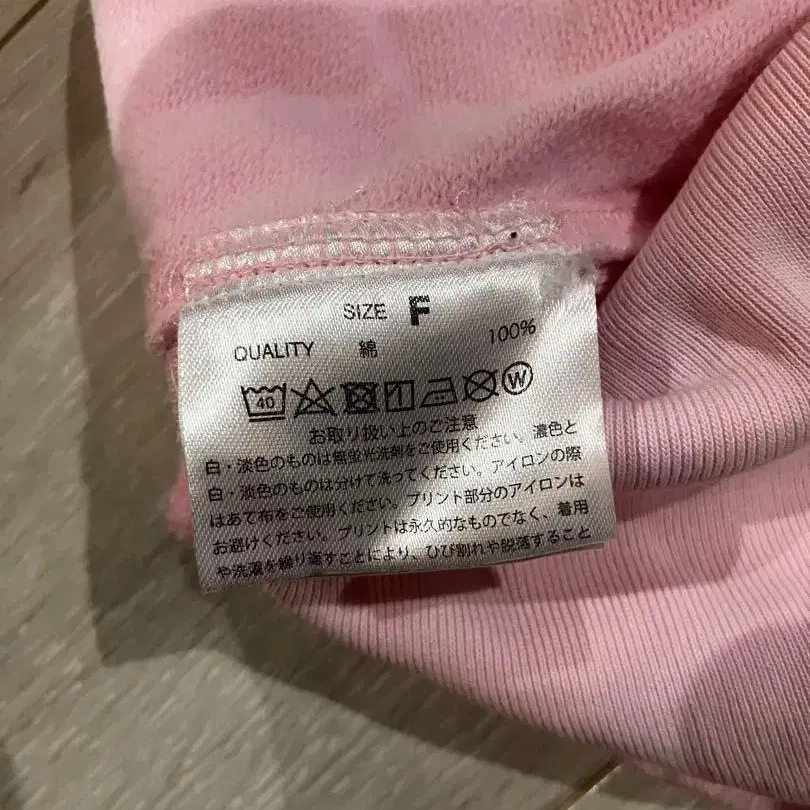 SIZE F
QUALITY 綿 100%
40 W
お取り扱い上のご注意
白・淡色のものは無蛍光洗剤をご使用ください。濃色と
白・淡色のものは分けて洗ってください。アイロンの際
はあて布をご使用ください。プリント部分のアイロンは
お避けください。プリントは永久的なものでなく、着用
や洗濯を繰り返すことにより、ひび割れや脱落すること